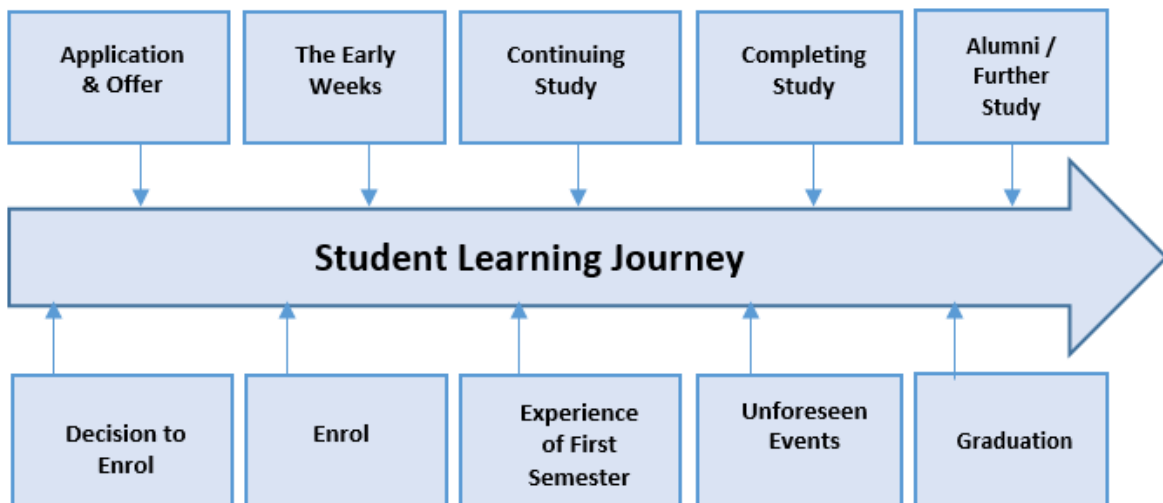 Application
& Offer
The Early
Weeks
Continuing
Study
Completing
Study
Alumni /
Further
Study
Student Learning Journey
Decision to
Enrol
Enrol
Experience
of First
Semester
Unforeseen
Events
Graduation